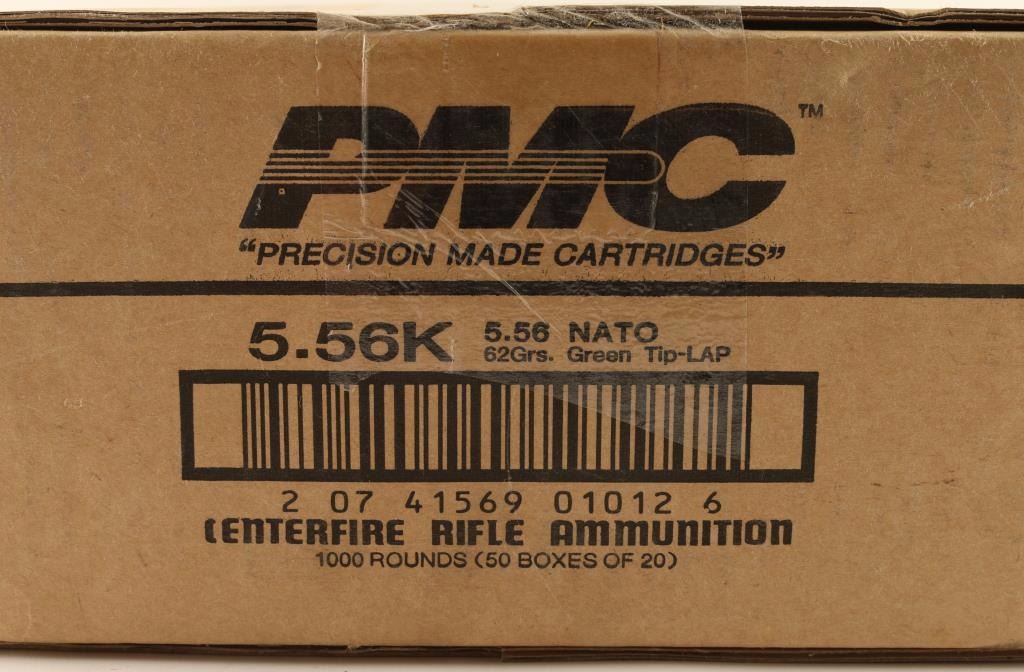 PMC™
"PRECISION MADE CARTRIDGES"
5.56K 5.56 NATO
62Grs. Green Tip-LAP
2 07 41569 01012 6
CENTERFIRE RIFLE AMMUNITION
1000 ROUNDS (50 BOXES OF 20)